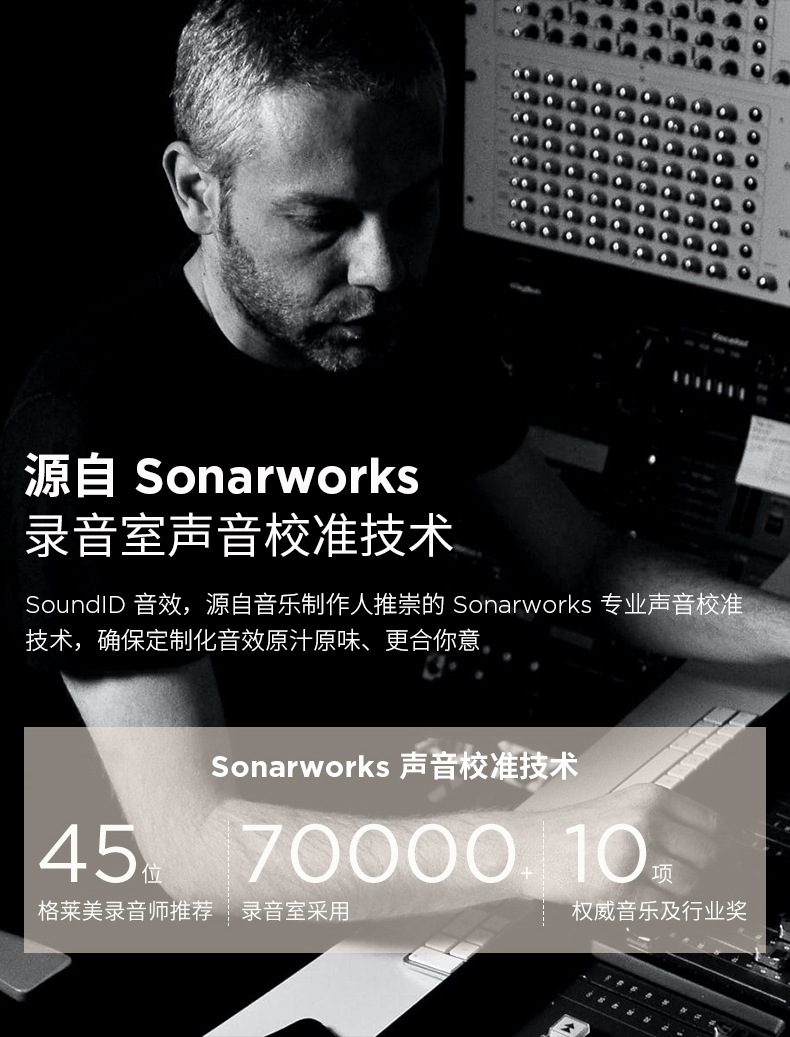 源自 Sonarworks
录音室声音校准技术
SoundID 音效，源自音乐制作人推崇的 Sonarworks 专业声音校准
技术，确保定制化音效原汁原味、更合你意
Sonarworks 声音校准技术
45位
格莱美录音师推荐
70000+
录音室采用
10项
权威音乐及行业奖